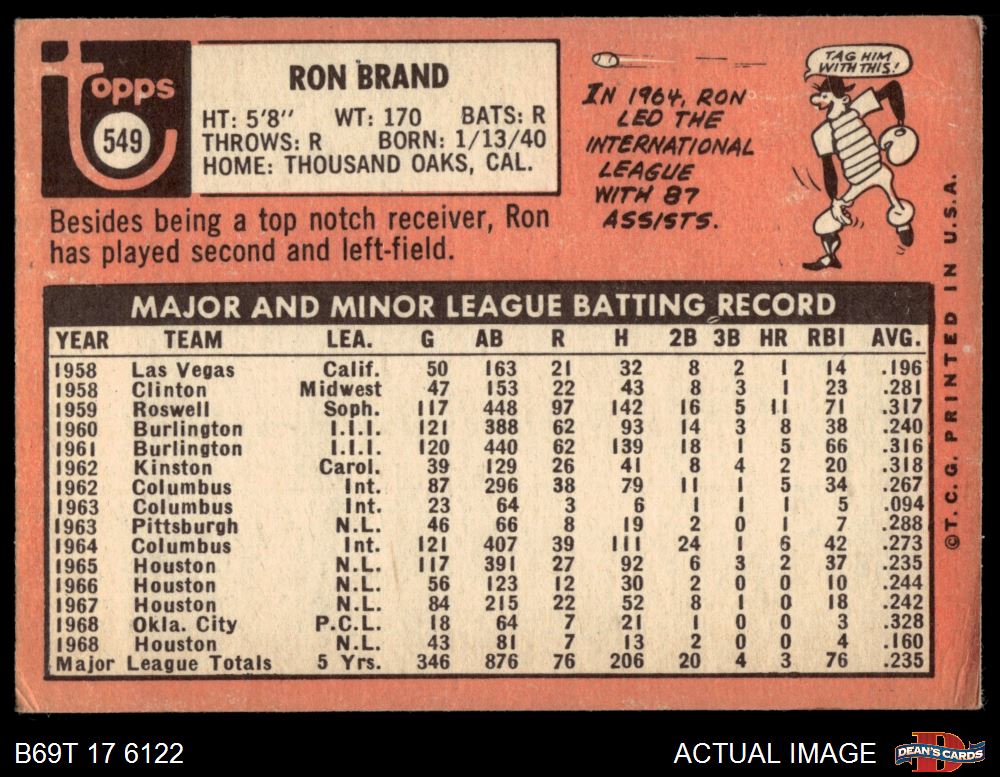 topps
549
RON BRAND
HT: 5'8" WT: 170 BATS: R
THROWS: R BORN: 1/13/40
HOME: THOUSAND OAKS, CAL.
Besides being a top notch receiver, Ron
has played second and left-field.
IN 1964, RON
LED THE
INTERNATIONAL
LEAGUE
WITH 87
ASSISTS.
TAG HIM
WITH THIS!
MAJOR AND MINOR LEAGUE BATTING RECORD
YEAR TEAM LEA. G AB R H 2B 3B HR RBI AVG.
1958 Las Vegas Calif. 50 163 21 32 8 2 1 14 .196
1958 Clinton Midwest 47 153 22 43 8 3 1 23 .281
1959 Roswell Soph. 117 448 97 142 16 5 11 71 .317
1960 Burlington I.I.I. 121 388 62 93 14 3 8 38 .240
1961 Burlington I.I.I. 120 440 62 139 18 1 5 66 .316
1962 Kinston Carol. 39 129 26 41 8 4 2 20 .318
1962 Columbus Int. 87 296 38 79 11 1 5 34 .267
1963 Columbus Int. 23 64 3 6 1 1 1 5 .094
1963 Pittsburgh N.L. 46 66 8 19 2 0 1 7 .288
1964 Columbus Int. 121 407 39 111 24 1 6 42 .273
1965 Houston N.L. 117 391 27 92 6 3 2 37 .235
1966 Houston N.L. 56 123 12 30 2 0 0 10 .244
1967 Houston N.L. 84 215 22 52 8 1 0 18 .242
1968 Okla. City P.C.L. 18 64 7 21 1 0 0 3 .328
1968 Houston N.L. 43 81 7 13 2 0 0 4 .160
Major League Totals 5 Yrs. 346 876 76 206 20 4 3 76 .235
©T.C.G. PRINTED IN U.S.A.
B69T 17 6122
ACTUAL IMAGE
DEAN'S CARDS